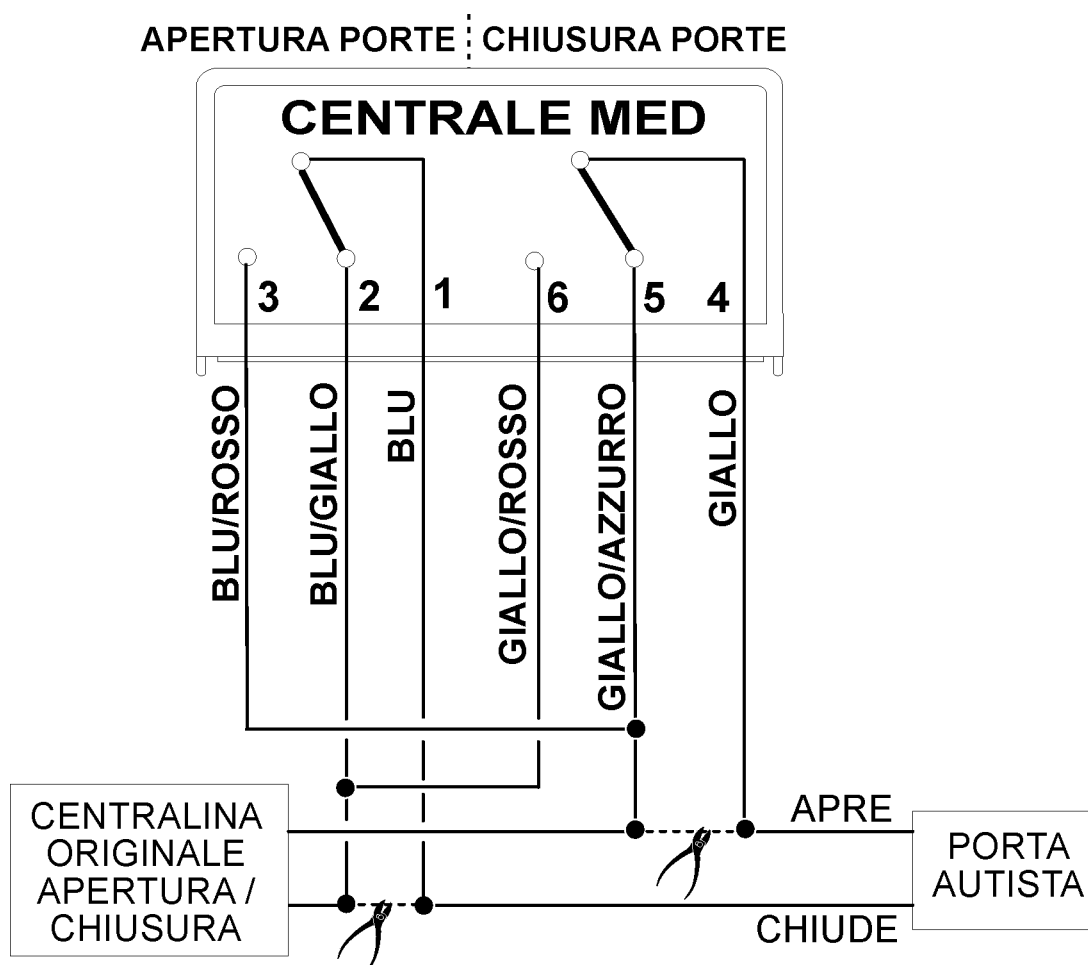 APERTURA PORTE CHIUSURA PORTE
CENTRALE MED
3 2 1 6 5 4
BLU/ROSSO
BLU/GIALLO
BLU
GIALLO/ROSSO
GIALLO/AZZURRO
GIALLO
CENTRALINA
ORIGINALE
APERTURA /
CHIUSURA
APRE
CHIUDE
PORTA
AUTISTA